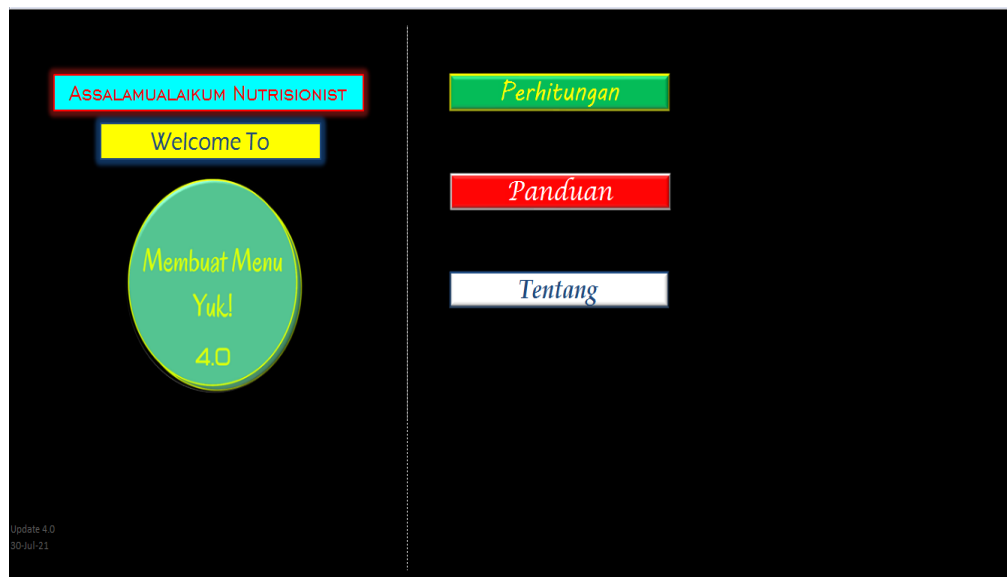 Assalamualaikum Nutrisionist
Welcome To
Membuat Menu
Yuk!
4.0
Update 4.0
30-Jul-21
Perhitungan
Panduan
Tentang